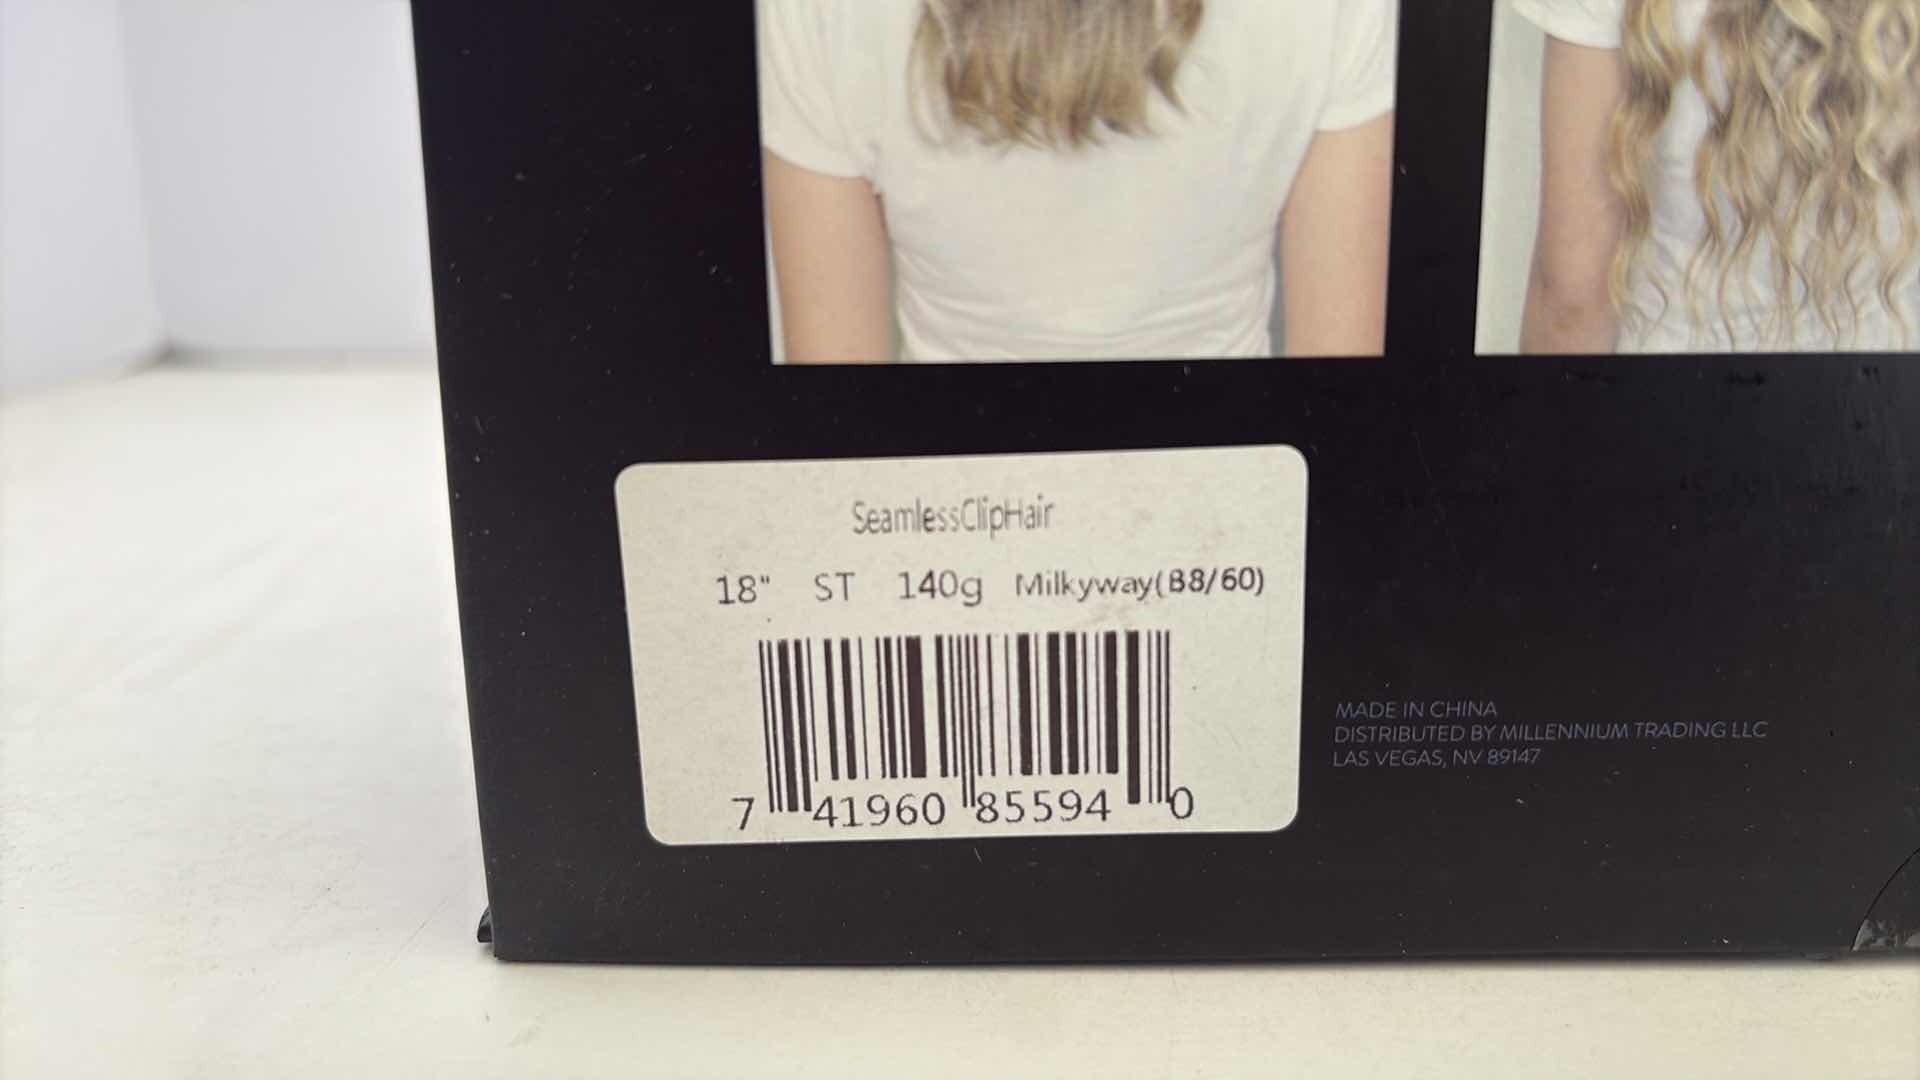 SeamlessClipHair
18" ST 140g Milkyway(B8/60)
7 41960 85594 0
MADE IN CHINA
DISTRIBUTED BY MILLENNIUM TRADING LLC
LAS VEGAS, NV 89147